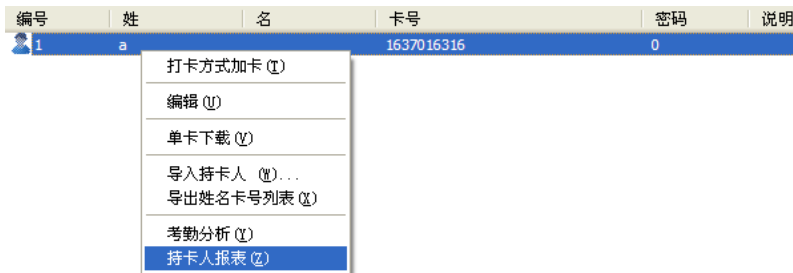 编号 姓 名 卡号 密码 说明
1 a 1637016316 0
打卡方式加卡(T)
编辑(U)
单卡下载(V)
导入持卡人 (W)...
导出姓名卡号列表(X)
考勤分析(Y)
持卡人报表(Z)